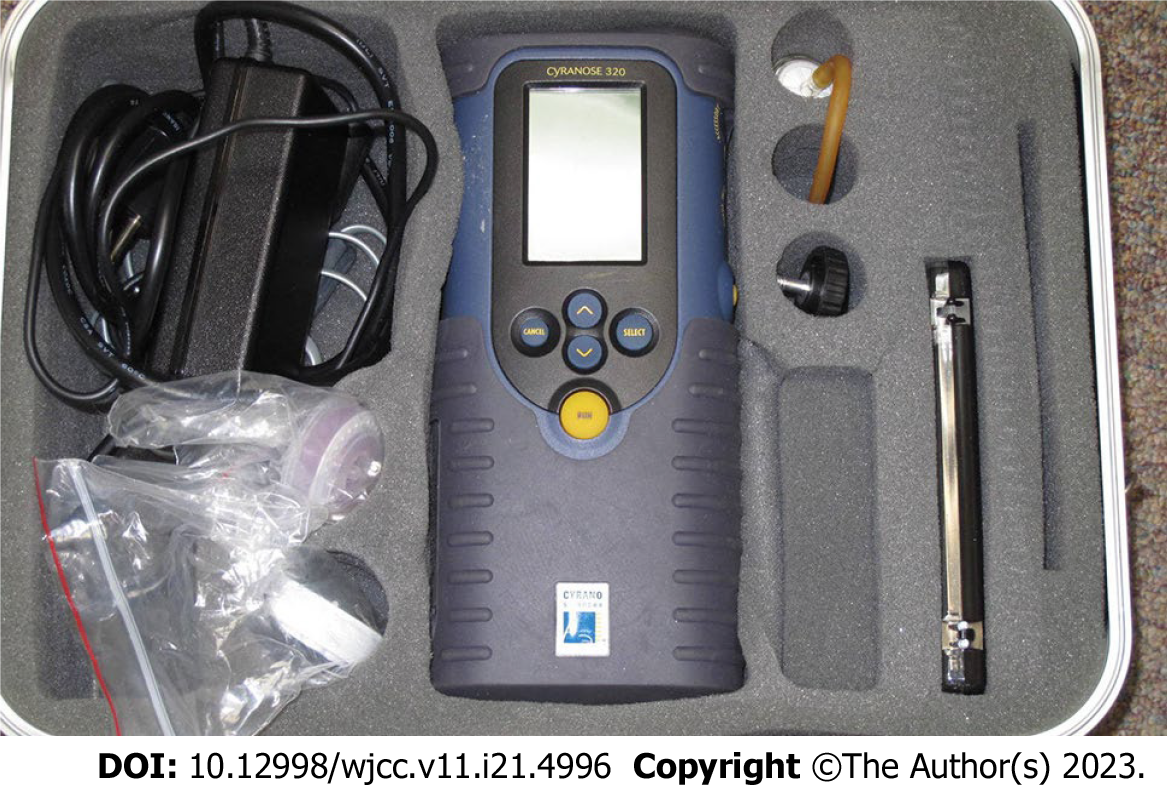 CYRANOSE 320
CANCEL
SELECT
RUN
CYRANO
DOI: 10.12998/wjcc.v11.i21.4996 Copyright ©The Author(s) 2023.